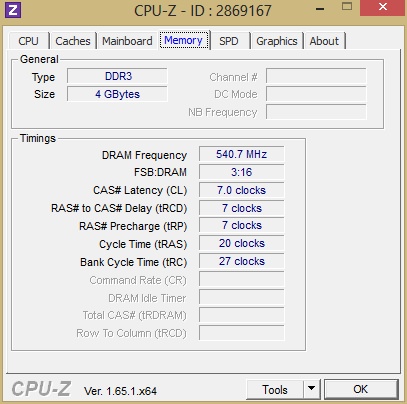 Z CPU-Z - ID : 2869167
CPU Caches Mainboard Memory SPD Graphics About
General
Type DDR3 Channel #
Size 4 GBytes DC Mode
NB Frequency
Timings
DRAM Frequency 540.7 MHz
FSB:DRAM 3:16
CAS# Latency (CL) 7.0 clocks
RAS# to CAS# Delay (tRCD) 7 clocks
RAS# Precharge (tRP) 7 clocks
Cycle Time (tRAS) 20 clocks
Bank Cycle Time (tRC) 27 clocks
Command Rate (CR)
DRAM Idle Timer
Total CAS# (tRDRAM)
Row To Column (tRCD)
CPU-Z Ver. 1.65.1.x64 Tools OK